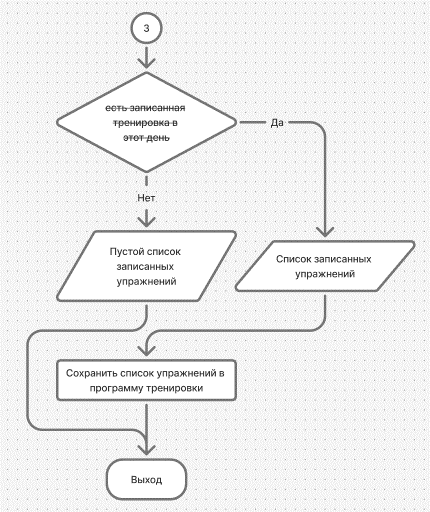 3
есть записанная
тренировка в
этот день
Да
Нет
Пустой список
записанных
упражнений
Список записанных
упражнений
Сохранить список упражнений в
программу тренировки
Выход